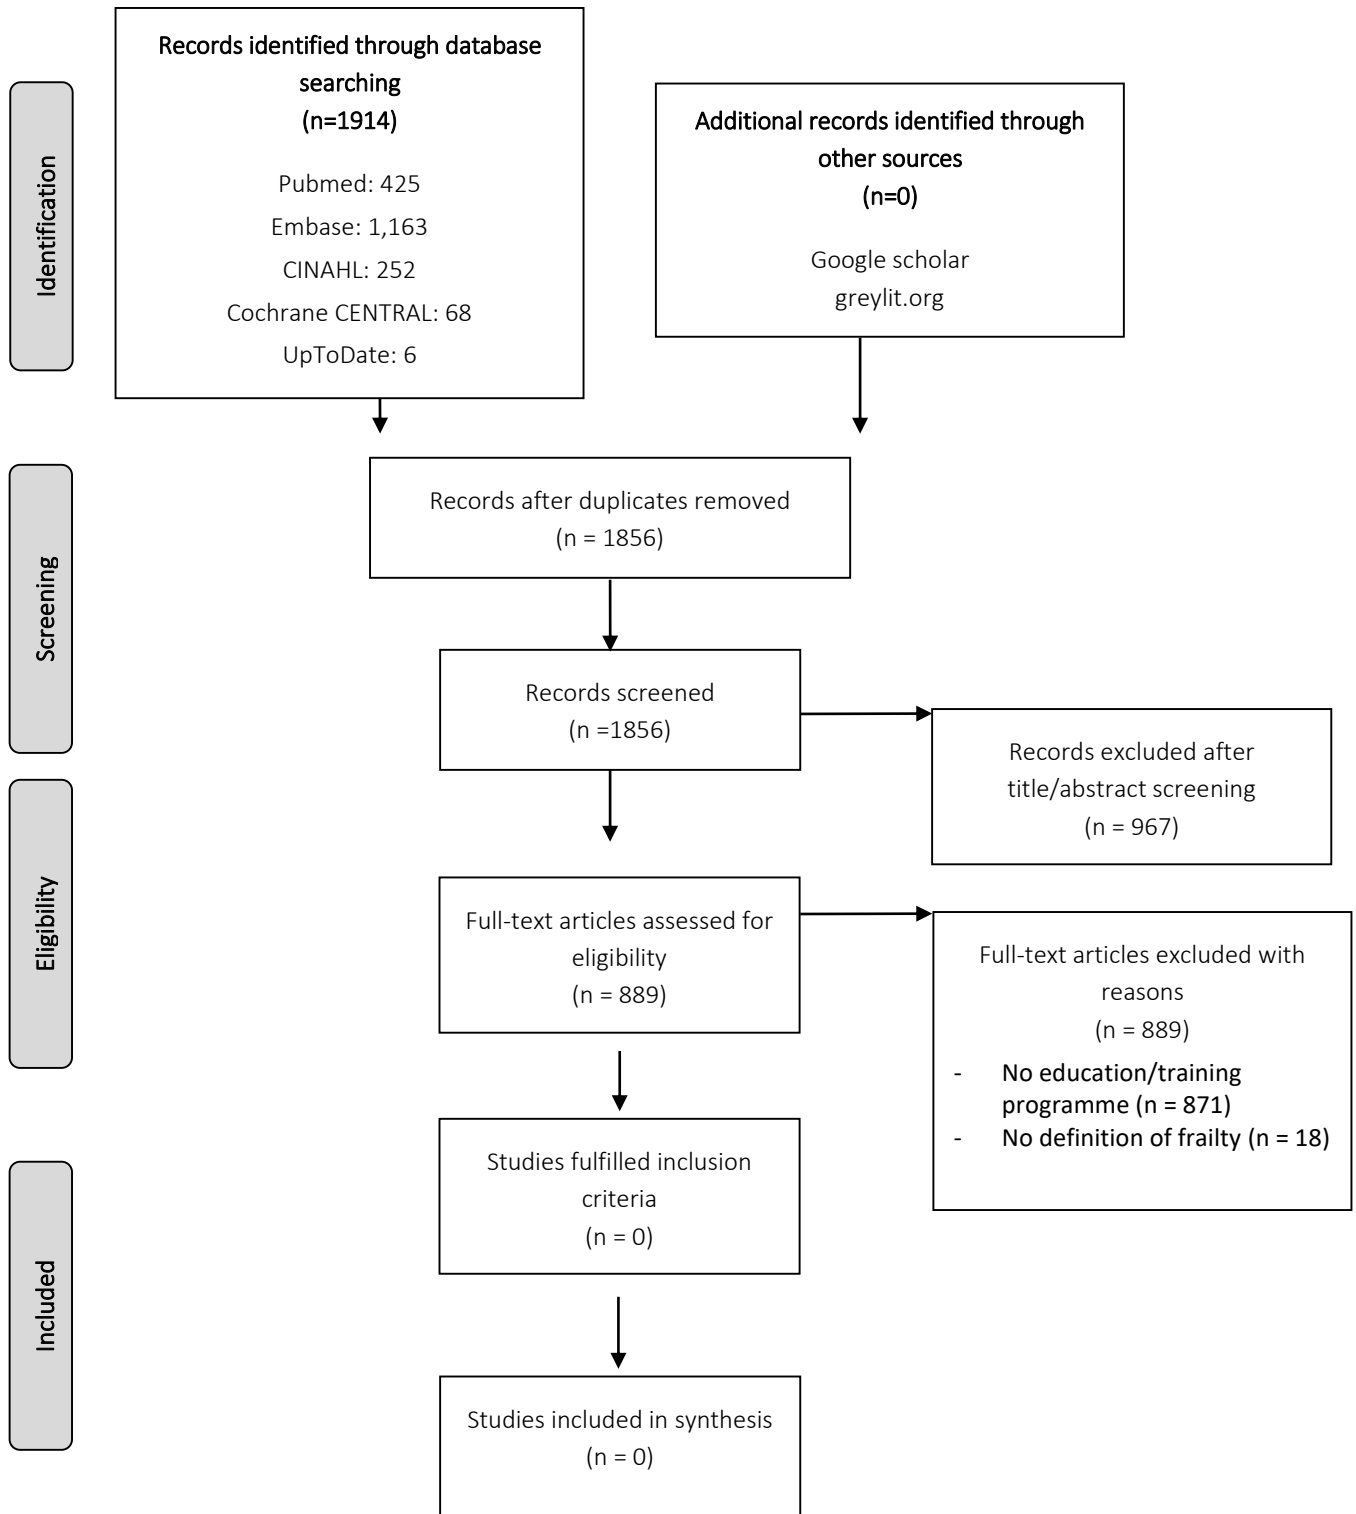 Records identified through database
searching
(n=1914)
Pubmed: 425
Embase: 1,163
CINAHL: 252
Cochrane CENTRAL: 68
UpToDate: 6
Additional records identified through
other sources
(n=0)
Google scholar
greylit.org
Identification
Records after duplicates removed
(n = 1856)
Screening
Records screened
(n =1856)
Records excluded after
title/abstract screening
(n = 967)
Eligibility
Full-text articles assessed for
eligibility
(n = 889)
Full-text articles excluded with
reasons
(n = 889)
- No education/training
programme (n = 871)
- No definition of frailty (n = 18)
Studies fulfilled inclusion
criteria
(n = 0)
Included
Studies included in synthesis
(n = 0)